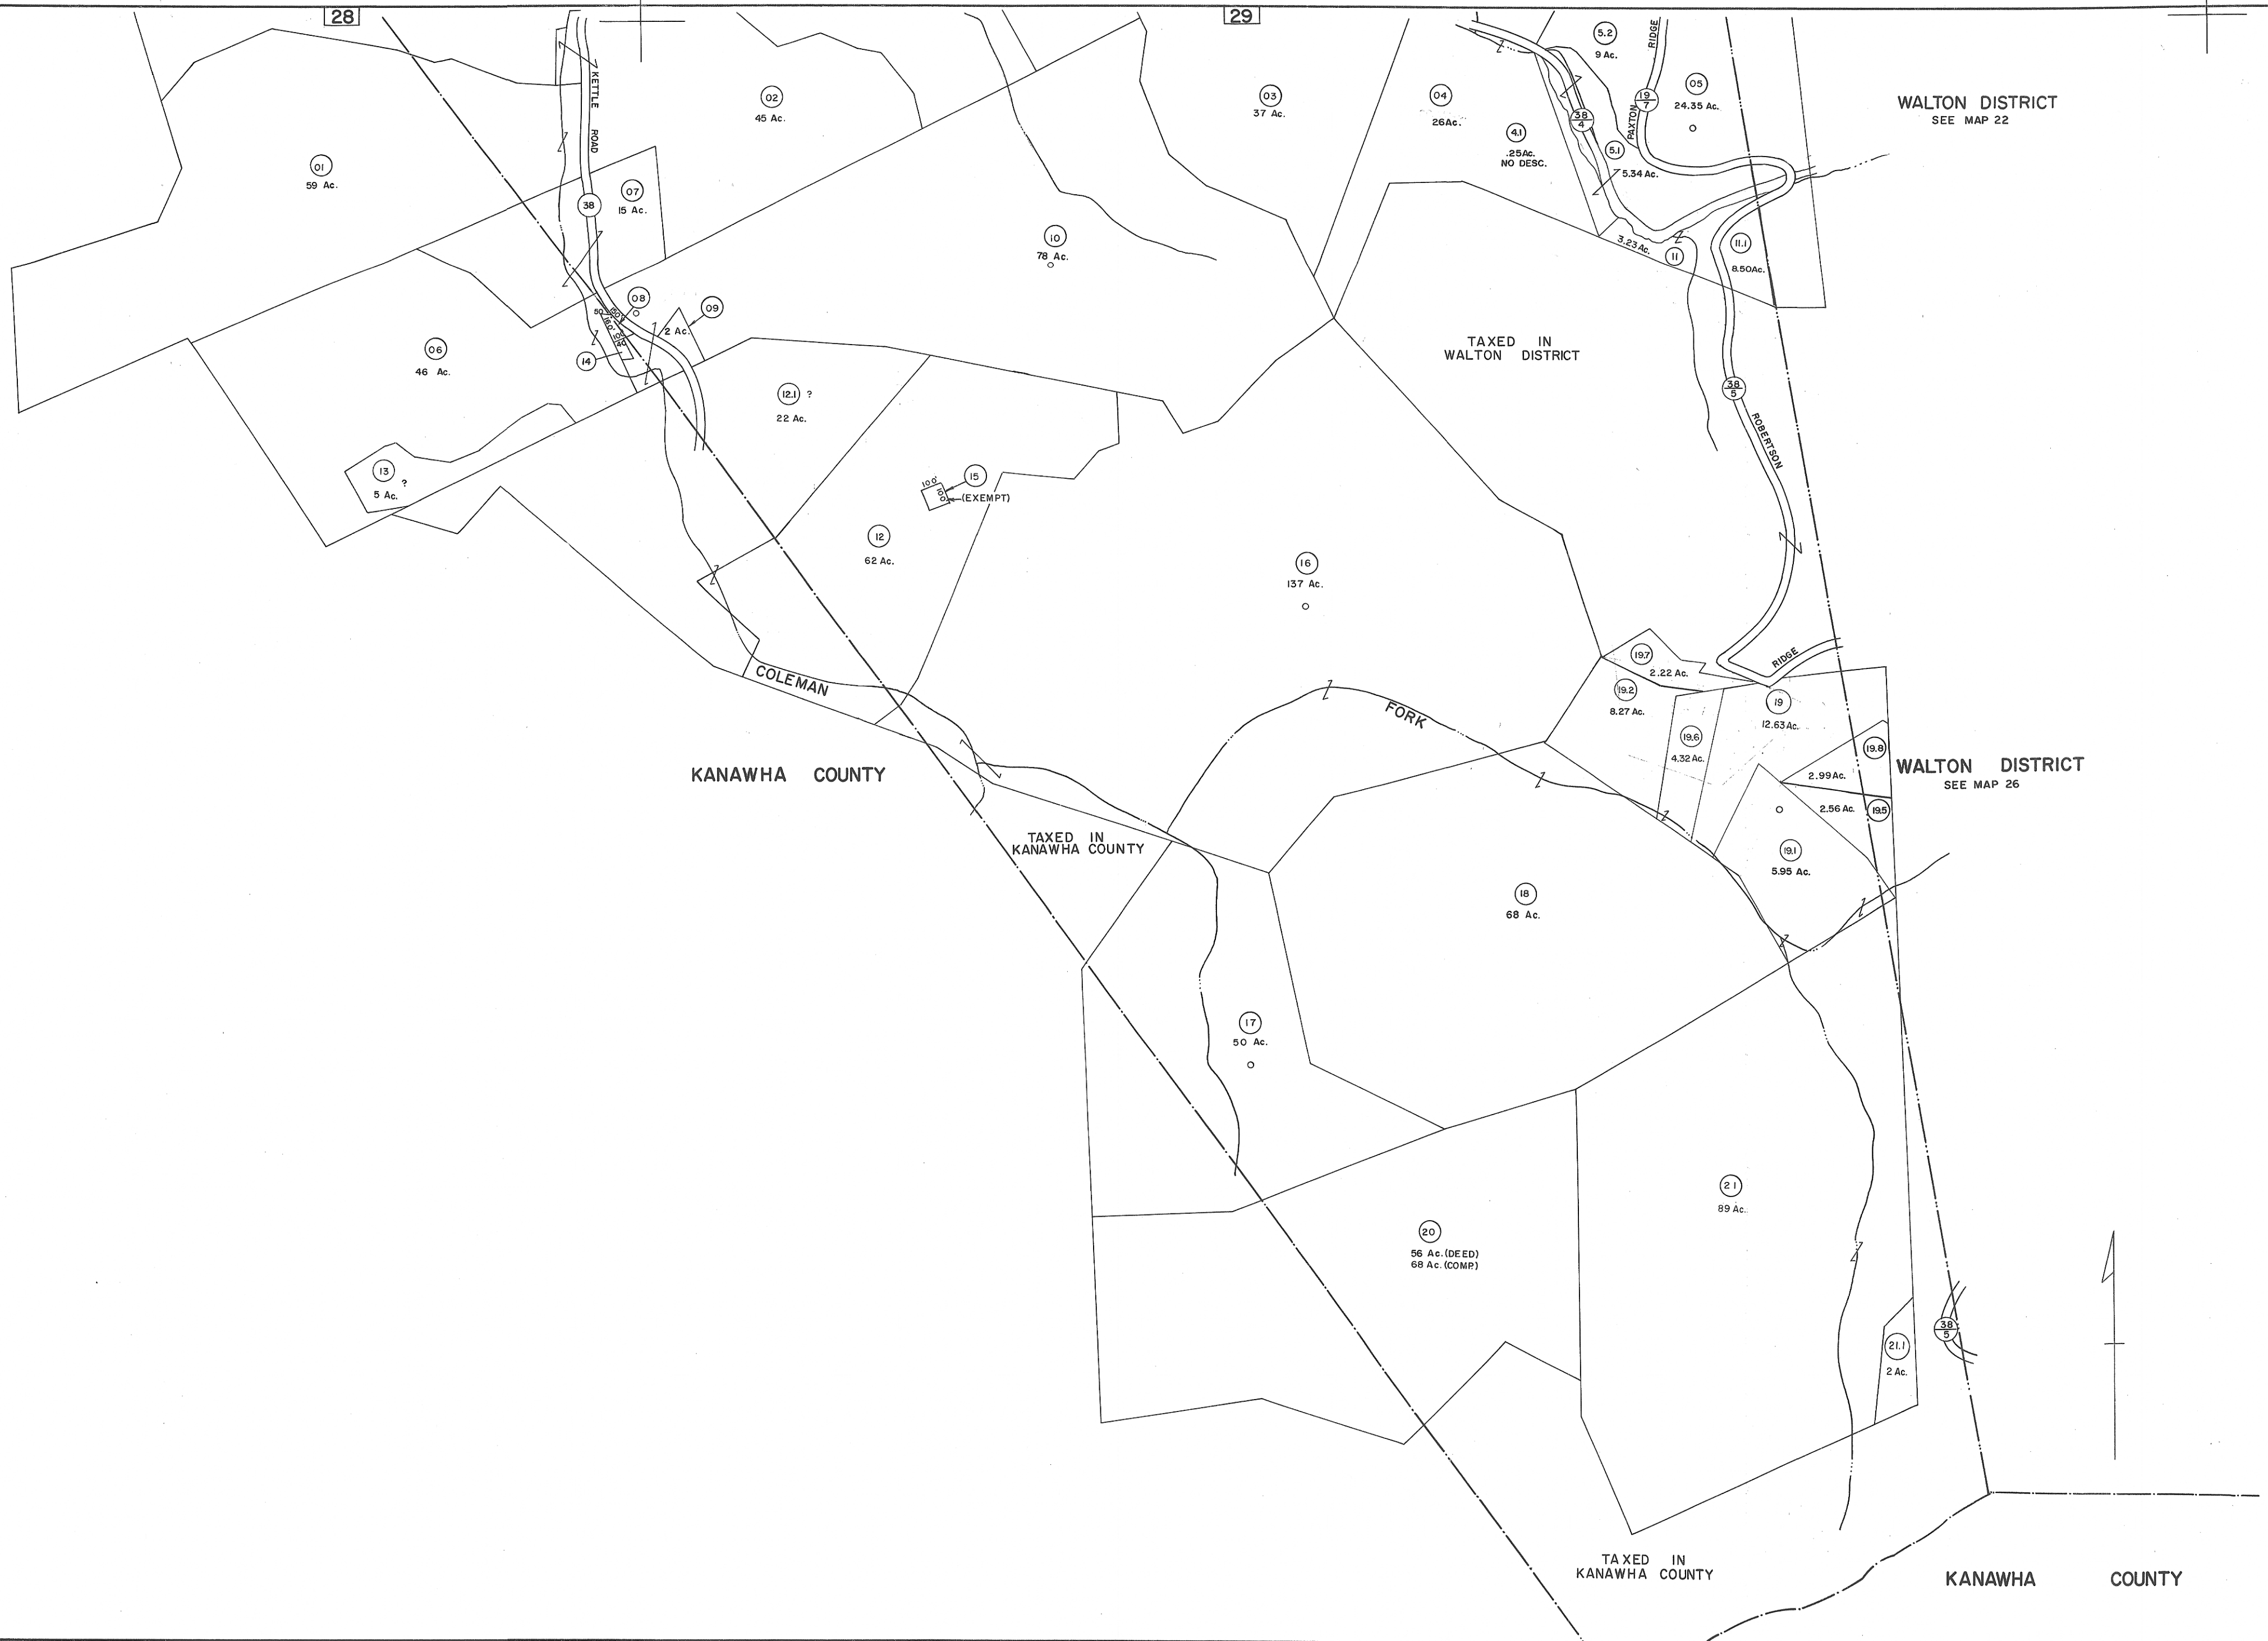 28
29
KETTLE ROAD
38
01
59 Ac.
02
45 Ac.
03
37 Ac.
04
26Ac.
4.1
.25Ac.
NO DESC.
5.2
9 Ac.
PAXTON RIDGE
19
7
05
24.35 Ac.
38
4
5.1
5.34 Ac.
WALTON DISTRICT
SEE MAP 22
07
15 Ac.
10
78 Ac.
3.23 Ac.
11
11.1
8.50Ac.
08
09
2 Ac.
50
160'
14
06
46 Ac.
TAXED IN
WALTON DISTRICT
38
5
ROBERTSON RIDGE
12.1 ?
22 Ac.
13
?
5 Ac.
15
100'
100'
(EXEMPT)
12
62 Ac.
16
137 Ac.
19.7
2.22 Ac.
19.2
8.27 Ac.
19
12.63 Ac.
19.6
4.32 Ac.
19.8
2.99 Ac.
2.56 Ac.
19.5
19.1
5.95 Ac.
COLEMAN FORK
KANAWHA COUNTY
WALTON DISTRICT
SEE MAP 26
TAXED IN
KANAWHA COUNTY
18
68 Ac.
17
50 Ac.
20
56 Ac. (DEED)
68 Ac. (COMP.)
21
89 Ac.
21.1
2 Ac.
38
5
TAXED IN
KANAWHA COUNTY
KANAWHA COUNTY